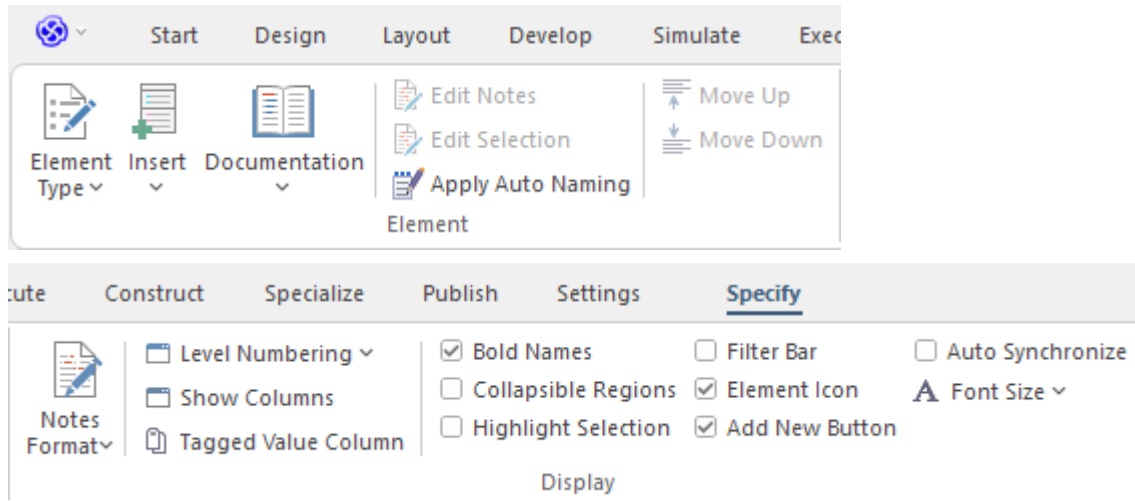 Start Design Layout Develop Simulate Exec
Edit Notes Move Up
Edit Selection Move Down
Element Insert Documentation
Type Apply Auto Naming
Element
cute Construct Specialize Publish Settings Specify
Level Numbering Bold Names Filter Bar Auto Synchronize
Show Columns Collapsible Regions Element Icon A Font Size
Notes
Format Tagged Value Column Highlight Selection Add New Button
Display